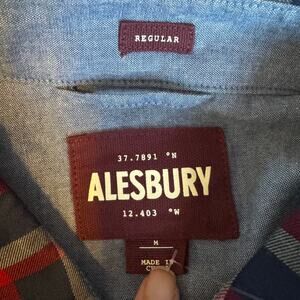 REGULAR
37.7891 °N
ALESBURY
12.403 °W
M
MADE IN